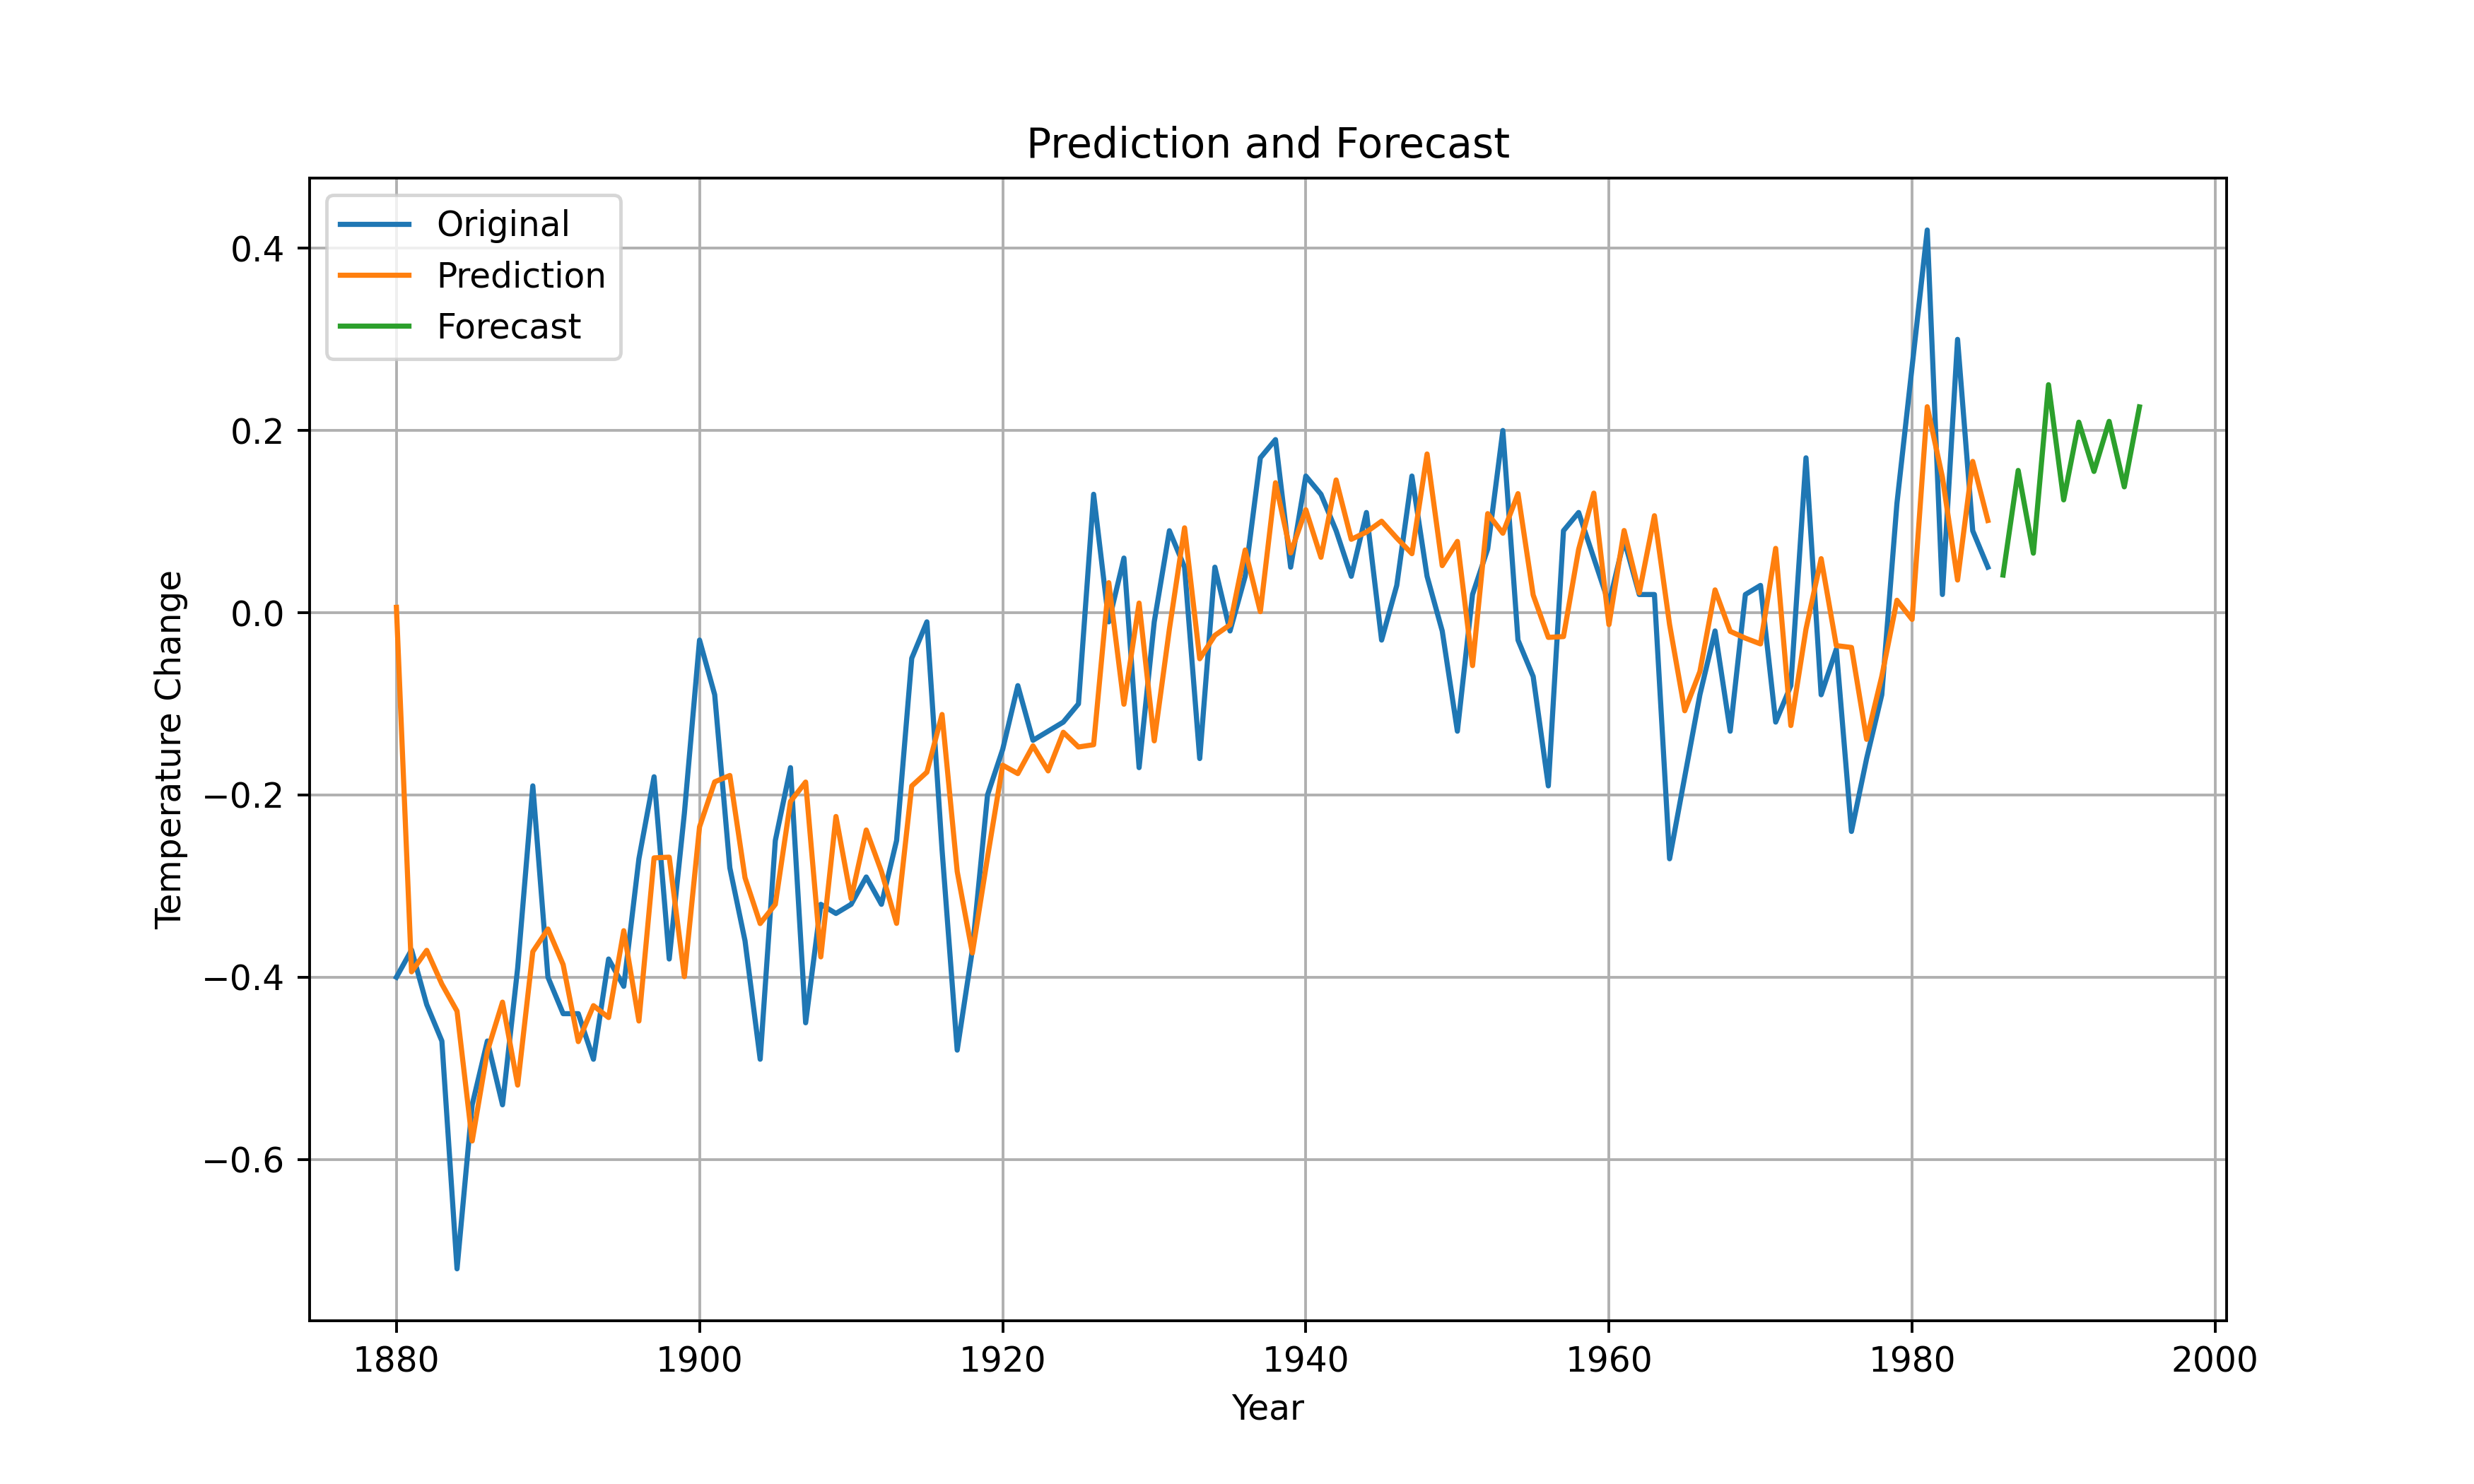 Prediction and Forecast
Original
Prediction
Forecast
0.4
0.2
0.0
−0.2
−0.4
−0.6
Temperature Change
1880 1900 1920 1940 1960 1980 2000
Year